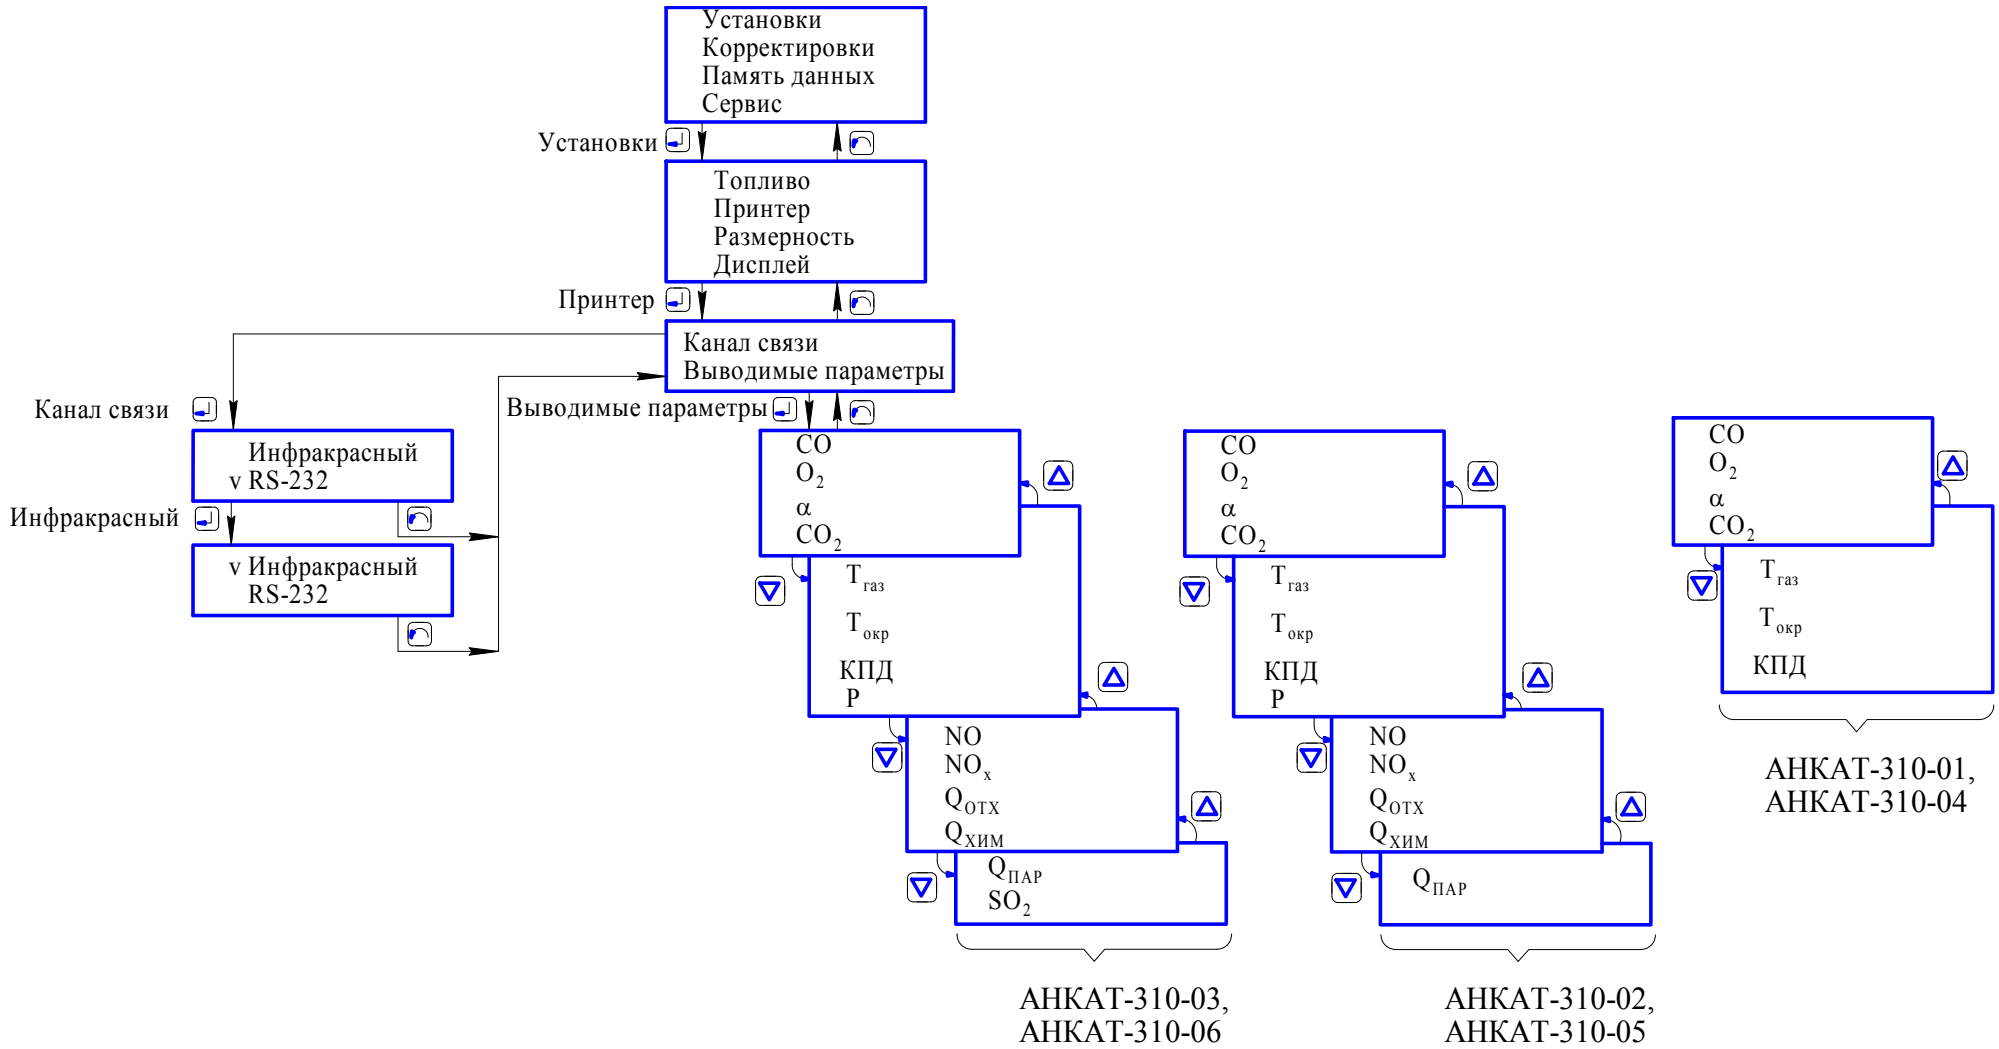 Установки
Корректировки
Память данных
Сервис
Установки
Топливо
Принтер
Размерность
Дисплей
Принтер
Канал связи
Выводимые параметры
Канал связи
Инфракрасный
v RS-232
Инфракрасный
v Инфракрасный
RS-232
Выводимые параметры
CO
O2
α
CO2
Tгаз
Tокр
КПД
P
NO
NOx
QОТХ
QХИМ
QПАР
SO2
АНКАТ-310-03,
АНКАТ-310-06
CO
O2
α
CO2
Tгаз
Tокр
КПД
P
NO
NOx
QОТХ
QХИМ
QПАР
АНКАТ-310-02,
АНКАТ-310-05
CO
O2
α
CO2
Tгаз
Tокр
КПД
АНКАТ-310-01,
АНКАТ-310-04